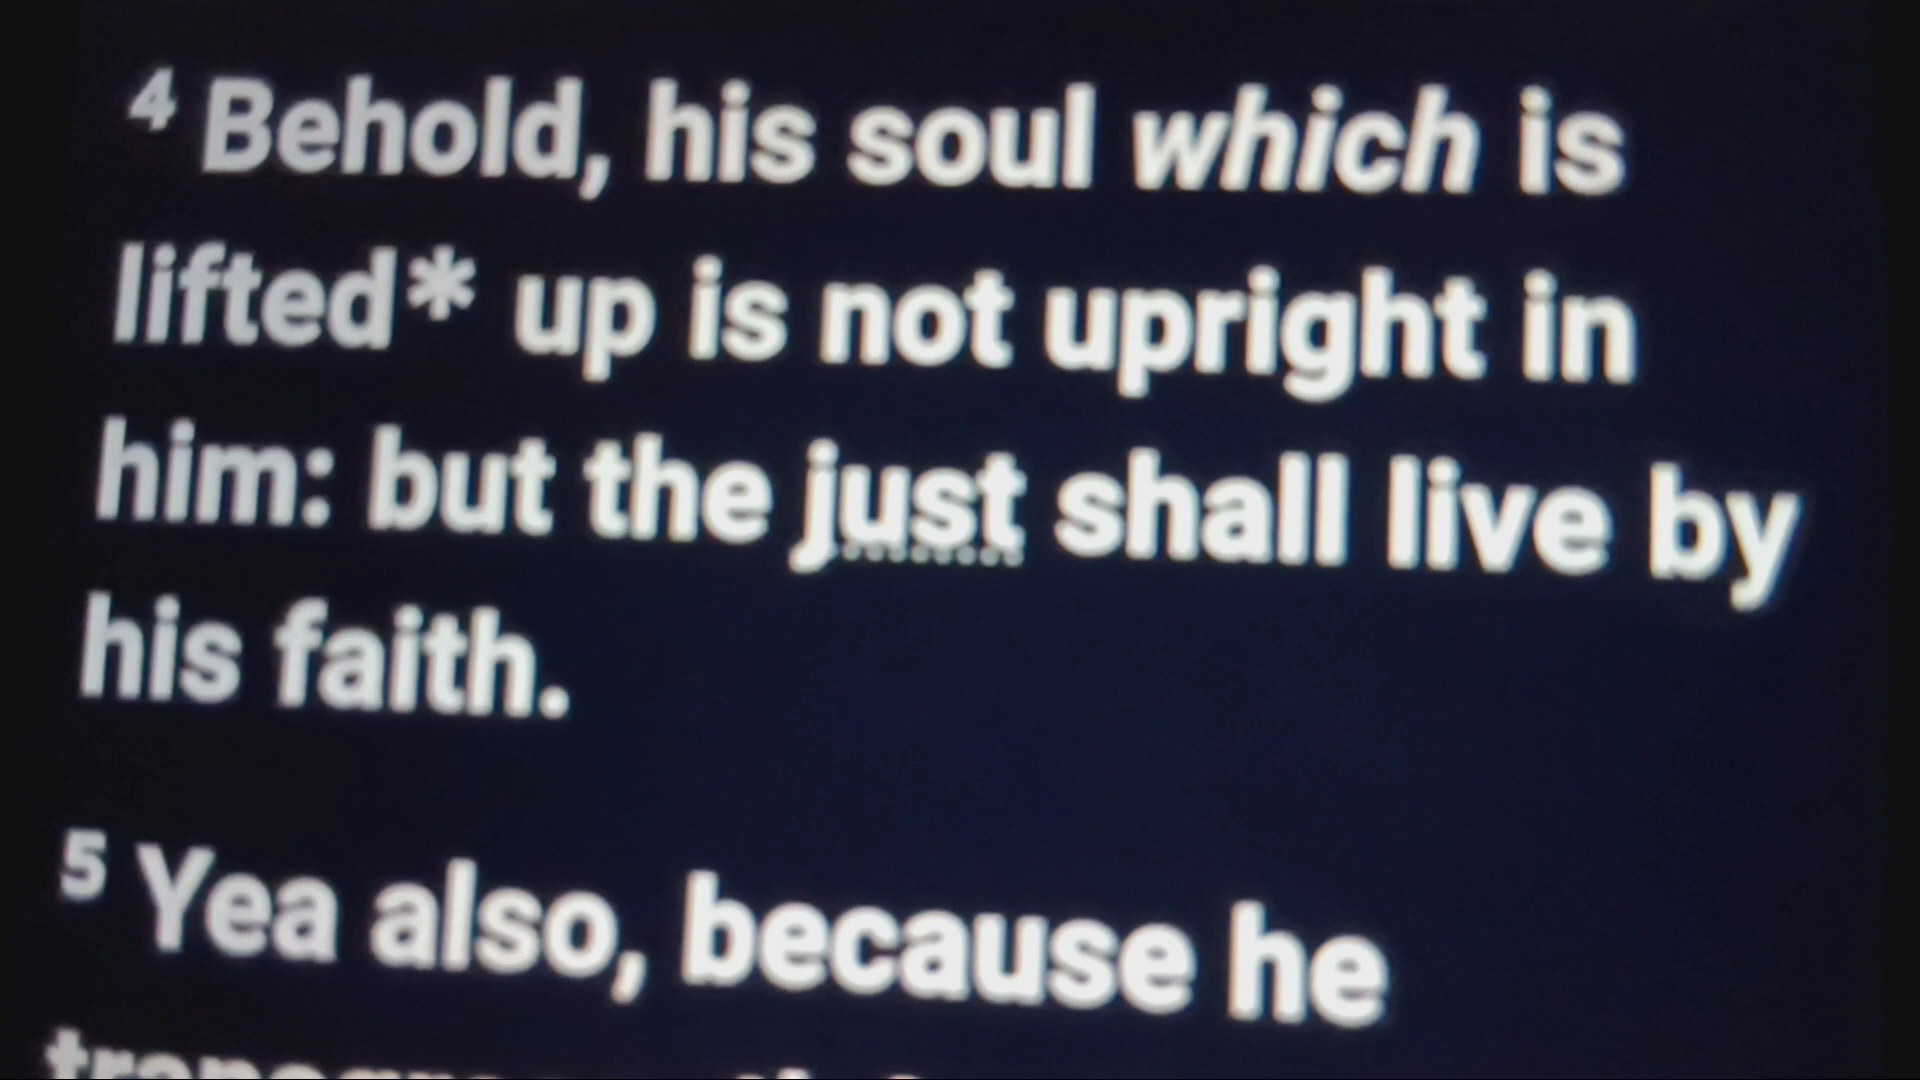 4 Behold, his soul which is
lifted* up is not upright in
him: but the just shall live by
his faith.
5 Yea also, because he